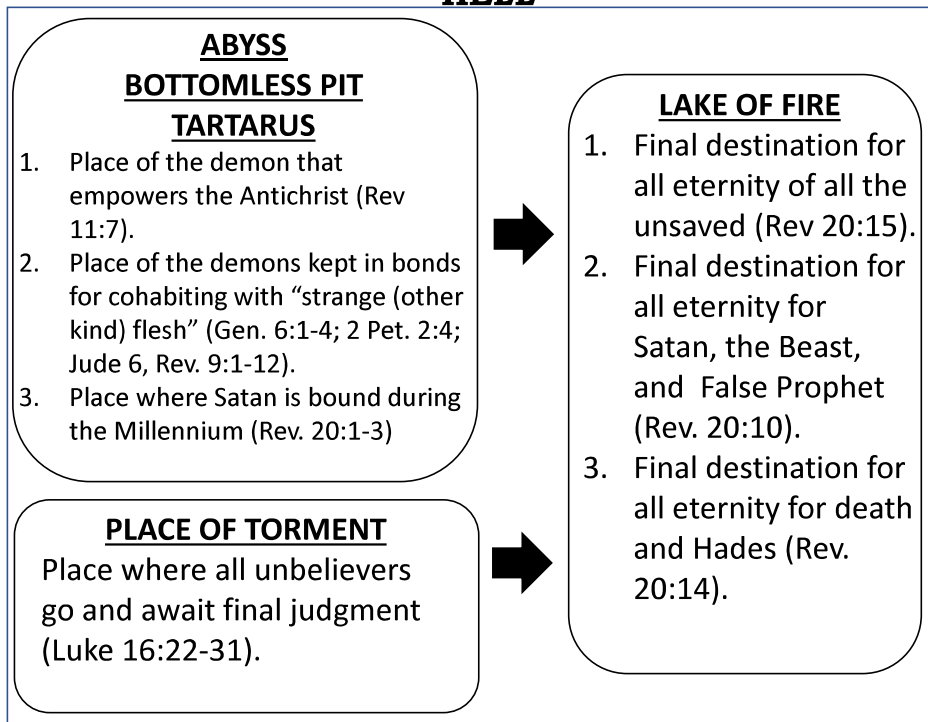 HELL
ABYSS
BOTTOMLESS PIT
TARTARUS
1. Place of the demon that
empowers the Antichrist (Rev
11:7).
2. Place of the demons kept in bonds
for cohabiting with “strange (other
kind) flesh” (Gen. 6:1-4; 2 Pet. 2:4;
Jude 6, Rev. 9:1-12).
3. Place where Satan is bound during
the Millennium (Rev. 20:1-3)
PLACE OF TORMENT
Place where all unbelievers
go and await final judgment
(Luke 16:22-31).
LAKE OF FIRE
1. Final destination for
all eternity of all the
unsaved (Rev 20:15).
2. Final destination for
all eternity for
Satan, the Beast,
and False Prophet
(Rev. 20:10).
3. Final destination for
all eternity for death
and Hades (Rev.
20:14).